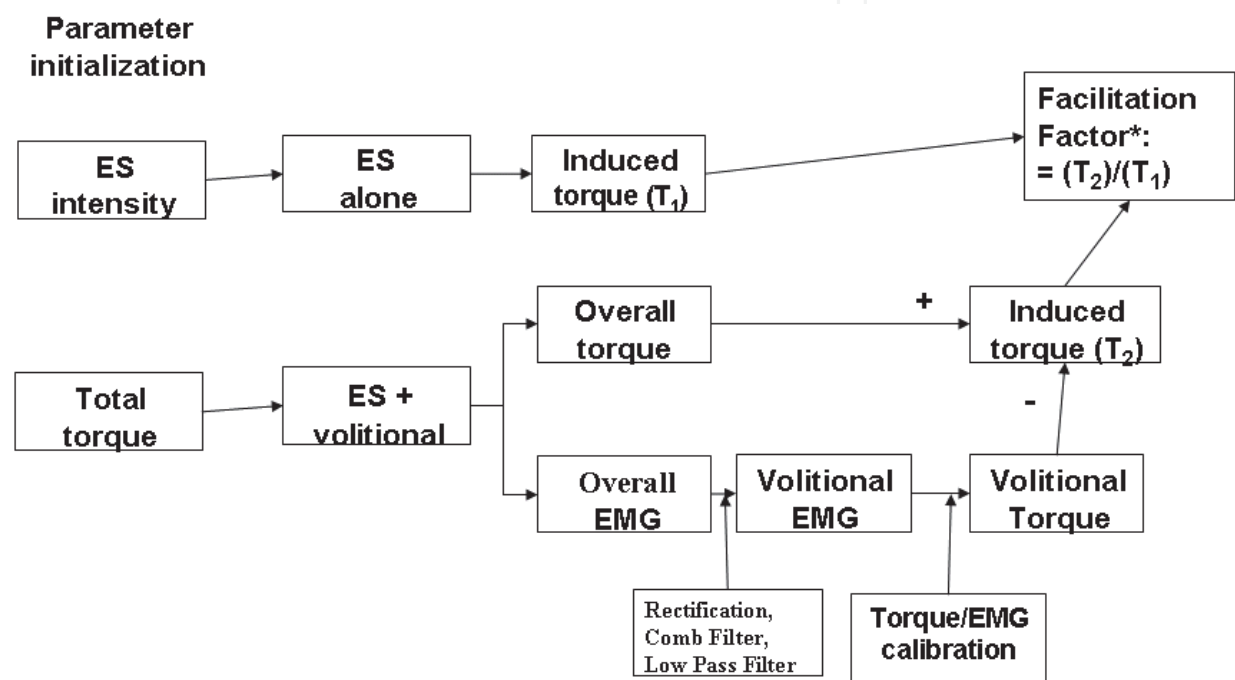 Parameter
initialization
ES
intensity
ES
alone
Induced
torque (T₁)
Facilitation
Factor*:
= (T₂)/(T₁)
Total
torque
ES +
volitional
Overall
torque
+
Induced
torque (T₂)
-
Overall
EMG
Volitional
EMG
Volitional
Torque
Rectification,
Comb Filter,
Low Pass Filter
Torque/EMG
calibration